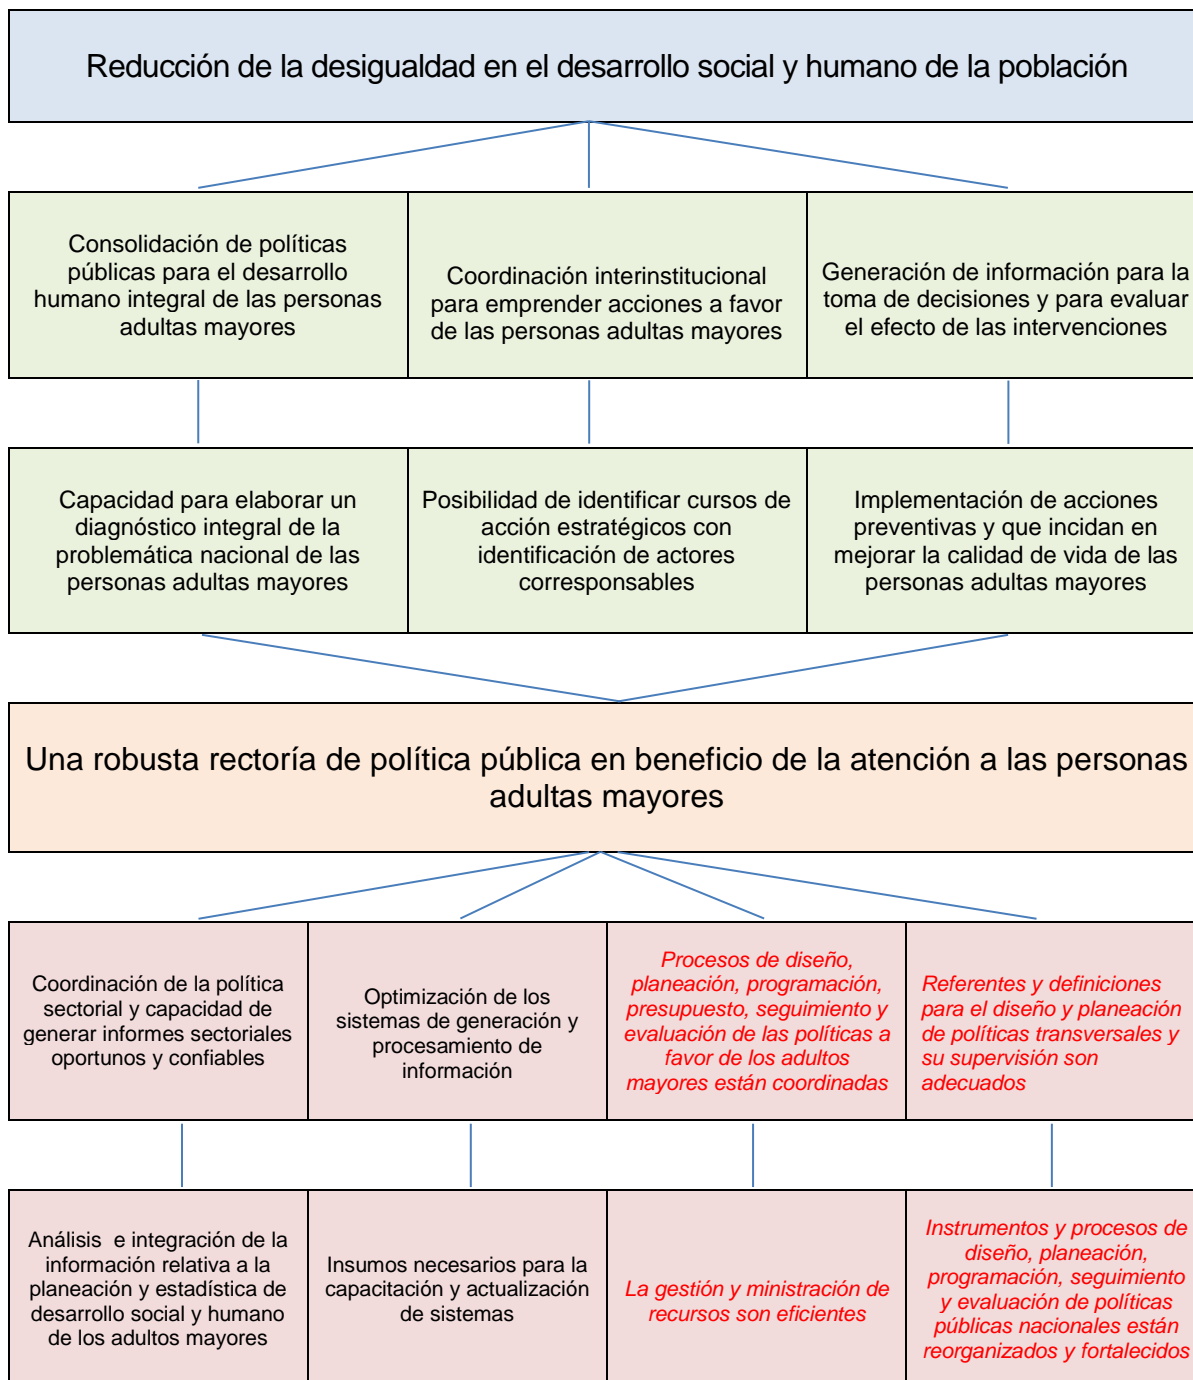 Reducción de la desigualdad en el desarrollo social y humano de la población
Consolidación de políticas
públicas para el desarrollo
humano integral de las personas
adultas mayores
Coordinación interinstitucional
para emprender acciones a favor
de las personas adultas mayores
Generación de información para la
toma de decisiones y para evaluar
el efecto de las intervenciones
Capacidad para elaborar un
diagnóstico integral de la
problemática nacional de las
personas adultas mayores
Posibilidad de identificar cursos de
acción estratégicos con
identificación de actores
corresponsables
Implementación de acciones
preventivas y que incidan en
mejorar la calidad de vida de las
personas adultas mayores
Una robusta rectoría de política pública en beneficio de la atención a las personas
adultas mayores
Coordinación de la política
sectorial y capacidad de
generar informes sectoriales
oportunos y confiables
Optimización de los
sistemas de generación y
procesamiento de
información
Procesos de diseño,
planeación, programación,
presupuesto, seguimiento y
evaluación de las políticas a
favor de los adultos
mayores están coordinadas
Referentes y definiciones
para el diseño y planeación
de políticas transversales y
su supervisión son
adecuados
Análisis e integración de la
información relativa a la
planeación y estadística de
desarrollo social y humano
de los adultos mayores
Insumos necesarios para la
capacitación y actualización
de sistemas
La gestión y ministración de
recursos son eficientes
Instrumentos y procesos de
diseño, planeación,
programación, seguimiento
y evaluación de políticas
públicas nacionales están
reorganizados y fortalecidos